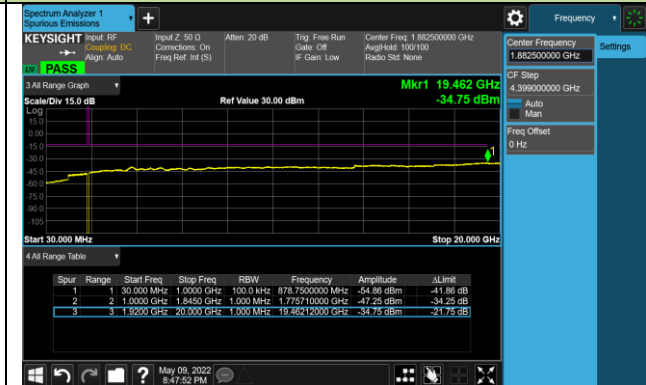 Spectrum Analyzer 1
Spurious Emissions
Frequency
KEYSIGHT
Input: RF
Coupling: DC
Align: Auto
Input Z: 50 Ω
Corrections: On
Freq Ref: Int (S)
Atten: 20 dB
Trig: Free Run
Gate: Off
IF Gain: Low
Center Freq: 1.882500000 GHz
Avg|Hold: 100/100
Radio Std: None
PASS
Center Frequency
1.882500000 GHz
Settings
CF Step
4.399000000 GHz
Auto
Man
Freq Offset
0 Hz
3 All Range Graph
Mkr1 19.462 GHz
Scale/Div 15.0 dB
Ref Value 30.00 dBm
-34.75 dBm
Log
15.0
0.00
-15.0
-30.0
-45.0
-60.0
-75.0
-90.0
-105
1
Start 30.000 MHz
Stop 20.000 GHz
4 All Range Table
Spur Range Start Freq Stop Freq RBW Frequency Amplitude ΔLimit
1 1 30.000 MHz 1.0000 GHz 100.0 kHz 878.7500000 MHz -54.86 dBm -41.86 dB
2 2 1.0000 GHz 1.8450 GHz 1.000 MHz 1.775710000 GHz -47.25 dBm -34.25 dB
3 3 1.9200 GHz 20.000 GHz 1.000 MHz 19.46212000 GHz -34.75 dBm -21.75 dB
May 09, 2022
8:47:52 PM